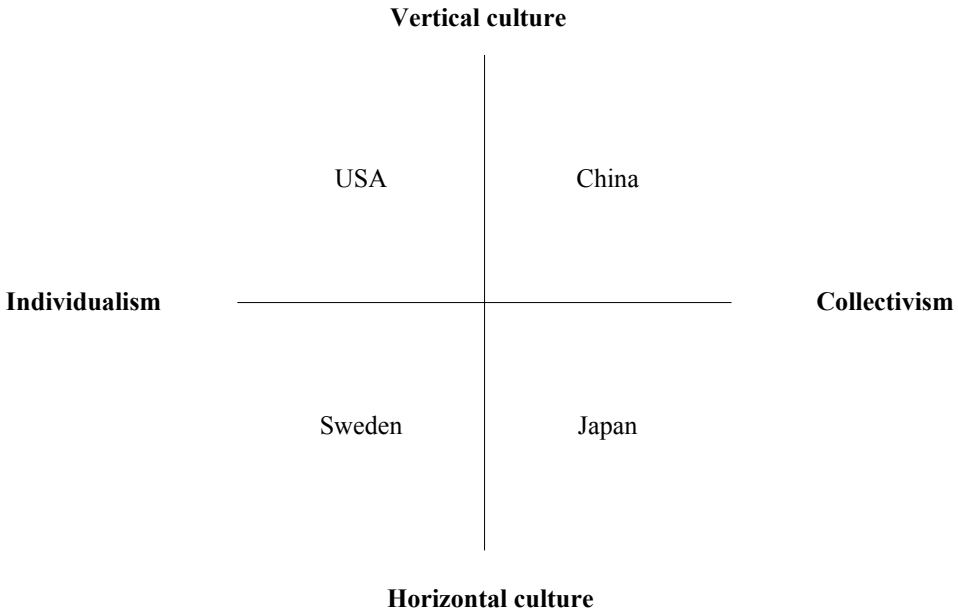 Vertical culture
USA
China
Individualism
Collectivism
Sweden
Japan
Horizontal culture